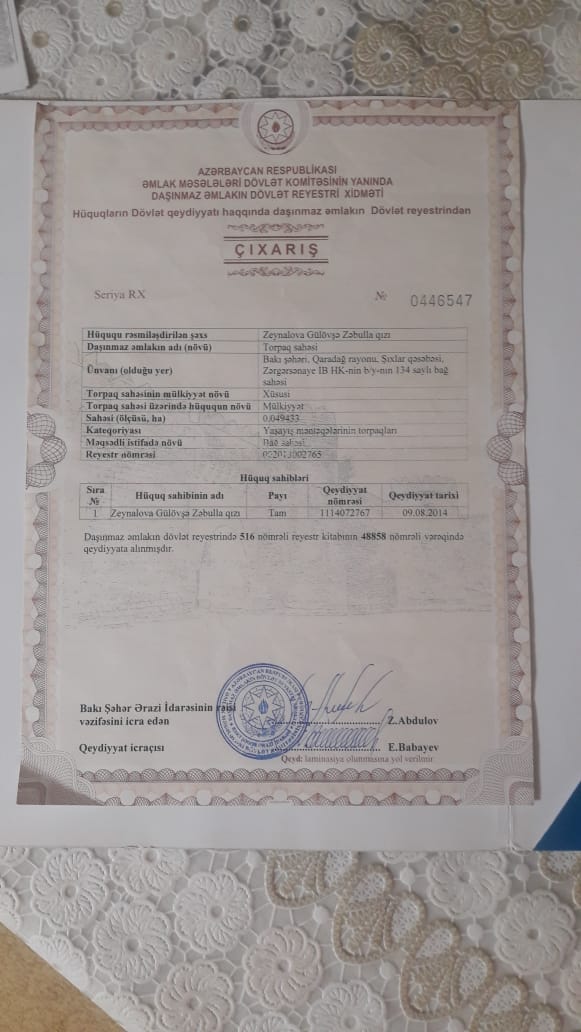 AZƏRBAYCAN RESPUBLİKASI
ƏMLAK MƏSƏLƏLƏRİ DÖVLƏT KOMİTƏSİNİN YANINDA
DAŞINMAZ ƏMLAKIN DÖVLƏT REYESTRİ XİDMƏTİ
Hüquqların Dövlət qeydiyyatı haqqında daşınmaz əmlakın Dövlət reyestrindən
ÇIXARIŞ
Seriya RX № 0446547
Hüququ rəsmiləşdirilən şəxs Zeynalova Gülövşə Zəbulla qızı
Daşınmaz əmlakın adı (növü) Torpaq sahəsi
Ünvanı (olduğu yer) Bakı şəhəri, Qaradağ rayonu, Şıxlar qəsəbəsi,
Zərgərsənaye IB HK-nin b/y-nın 134 saylı bağ
sahəsi
Torpaq sahəsinin mülkiyyət növü Xüsusi
Torpaq sahəsi üzərində hüququn növü Mülkiyyət
Sahəsi (ölçüsü, ha) 0,049433
Kateqoriyası Yaşayış məntəqələrinin torpaqları
Məqsədli istifadə növü Bağ sahəsi
Reyestr nömrəsi
Hüquq sahibləri
Sıra № Hüquq sahibinin adı Payı Qeydiyyat nömrəsi Qeydiyyat tarixi
1 Zeynalova Gülövşə Zəbulla qızı Tam 1114072767 09.08.2014
Daşınmaz əmlakın dövlət reyestrində 516 nömrəli reyestr kitabının 48858 nömrəli vərəqində
qeydiyyata alınmışdır.
Bakı Şəhər Ərazi İdarəsinin rəisi
vəzifəsini icra edən Z.Abdulov
Qeydiyyat icraçısı E.Babayev
Qeyd: laminasiya olunmasına yol verilmir